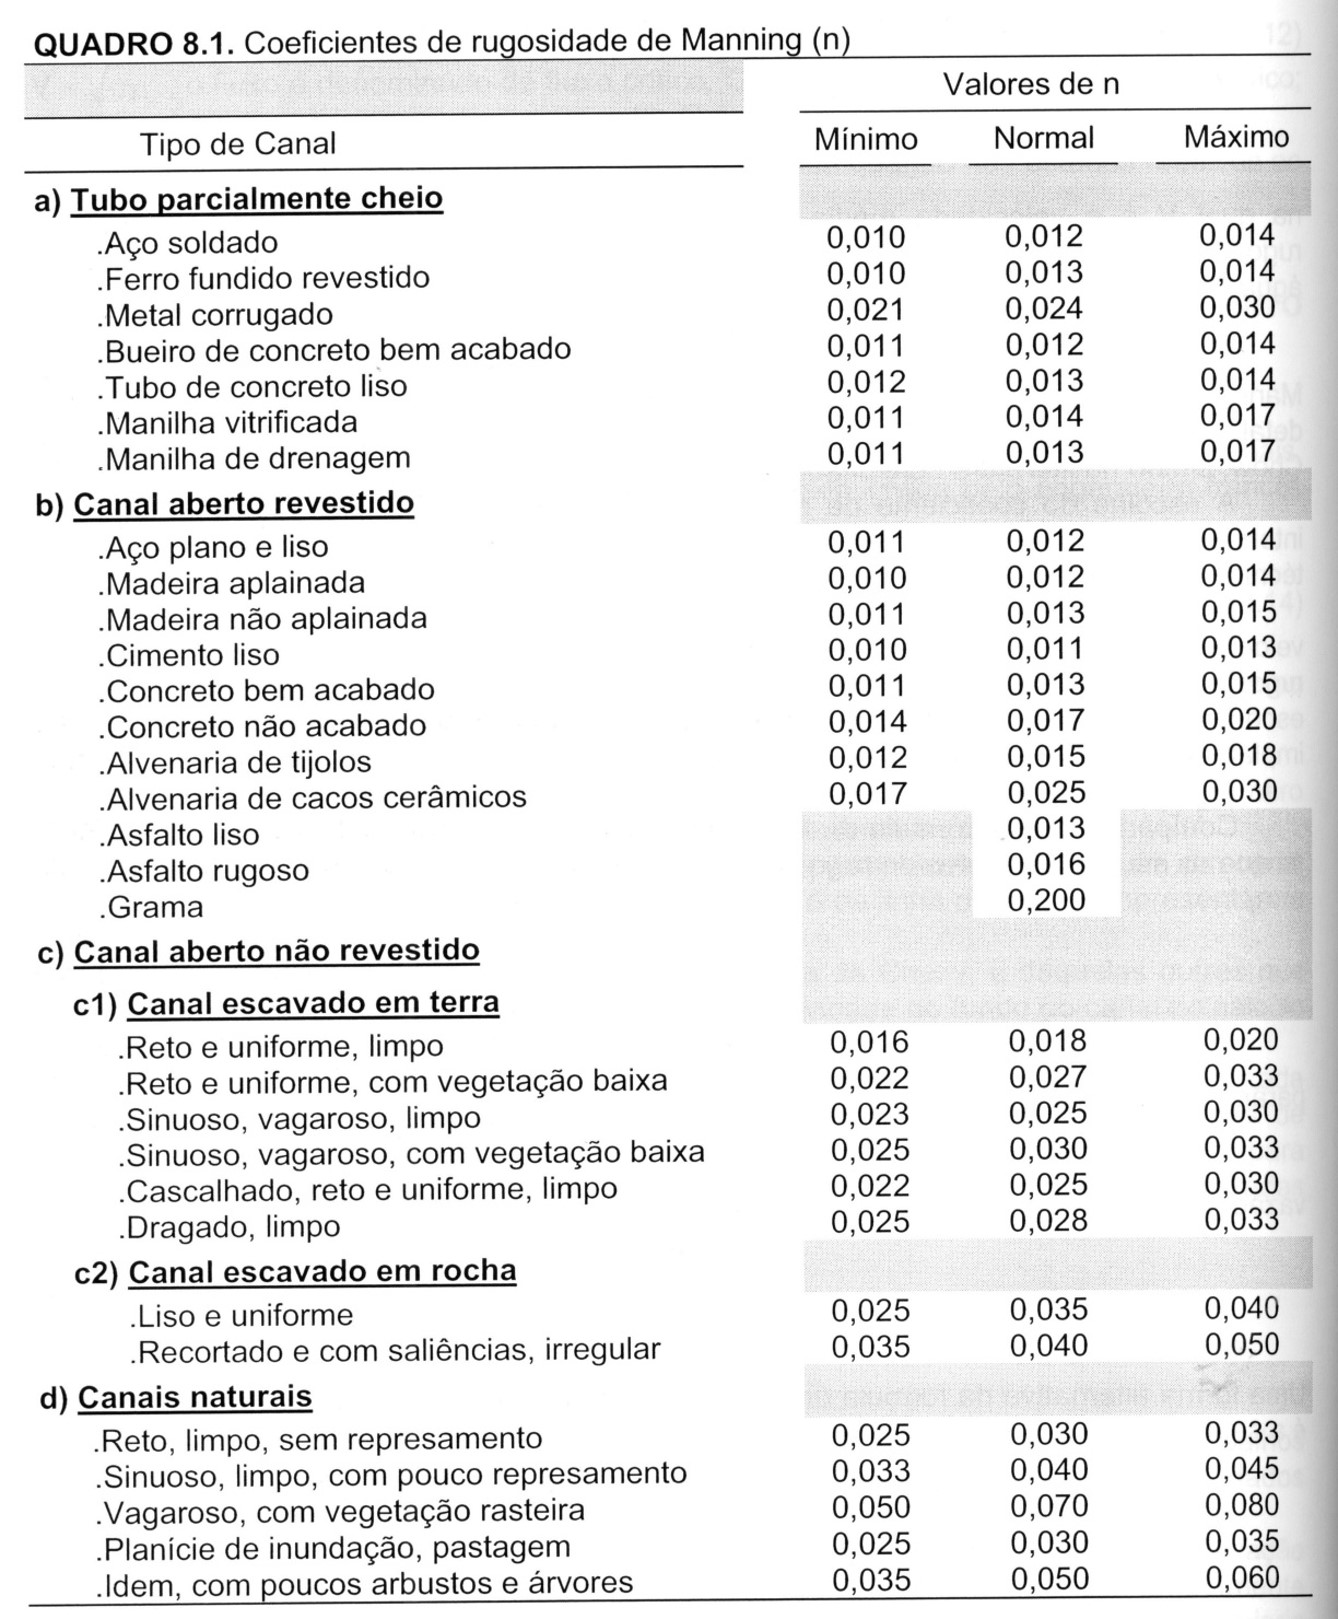 QUADRO 8.1. Coeficientes de rugosidade de Manning (n)
Valores de n
Tipo de Canal Mínimo Normal Máximo
a) Tubo parcialmente cheio
.Aço soldado 0,010 0,012 0,014
.Ferro fundido revestido 0,010 0,013 0,014
.Metal corrugado 0,021 0,024 0,030
.Bueiro de concreto bem acabado 0,011 0,012 0,014
.Tubo de concreto liso 0,012 0,013 0,014
.Manilha vitrificada 0,011 0,014 0,017
.Manilha de drenagem 0,011 0,013 0,017
b) Canal aberto revestido
.Aço plano e liso 0,011 0,012 0,014
.Madeira aplainada 0,010 0,012 0,014
.Madeira não aplainada 0,011 0,013 0,015
.Cimento liso 0,010 0,011 0,013
.Concreto bem acabado 0,011 0,013 0,015
.Concreto não acabado 0,014 0,017 0,020
.Alvenaria de tijolos 0,012 0,015 0,018
.Alvenaria de cacos cerâmicos 0,017 0,025 0,030
.Asfalto liso 0,013
.Asfalto rugoso 0,016
.Grama 0,200
c) Canal aberto não revestido
c1) Canal escavado em terra
.Reto e uniforme, limpo 0,016 0,018 0,020
.Reto e uniforme, com vegetação baixa 0,022 0,027 0,033
.Sinuoso, vagaroso, limpo 0,023 0,025 0,030
.Sinuoso, vagaroso, com vegetação baixa 0,025 0,030 0,033
.Cascalhado, reto e uniforme, limpo 0,022 0,025 0,030
.Dragado, limpo 0,025 0,028 0,033
c2) Canal escavado em rocha
.Liso e uniforme 0,025 0,035 0,040
.Recortado e com saliências, irregular 0,035 0,040 0,050
d) Canais naturais
.Reto, limpo, sem represamento 0,025 0,030 0,033
.Sinuoso, limpo, com pouco represamento 0,033 0,040 0,045
.Vagaroso, com vegetação rasteira 0,050 0,070 0,080
.Planície de inundação, pastagem 0,025 0,030 0,035
.Idem, com poucos arbustos e árvores 0,035 0,050 0,060